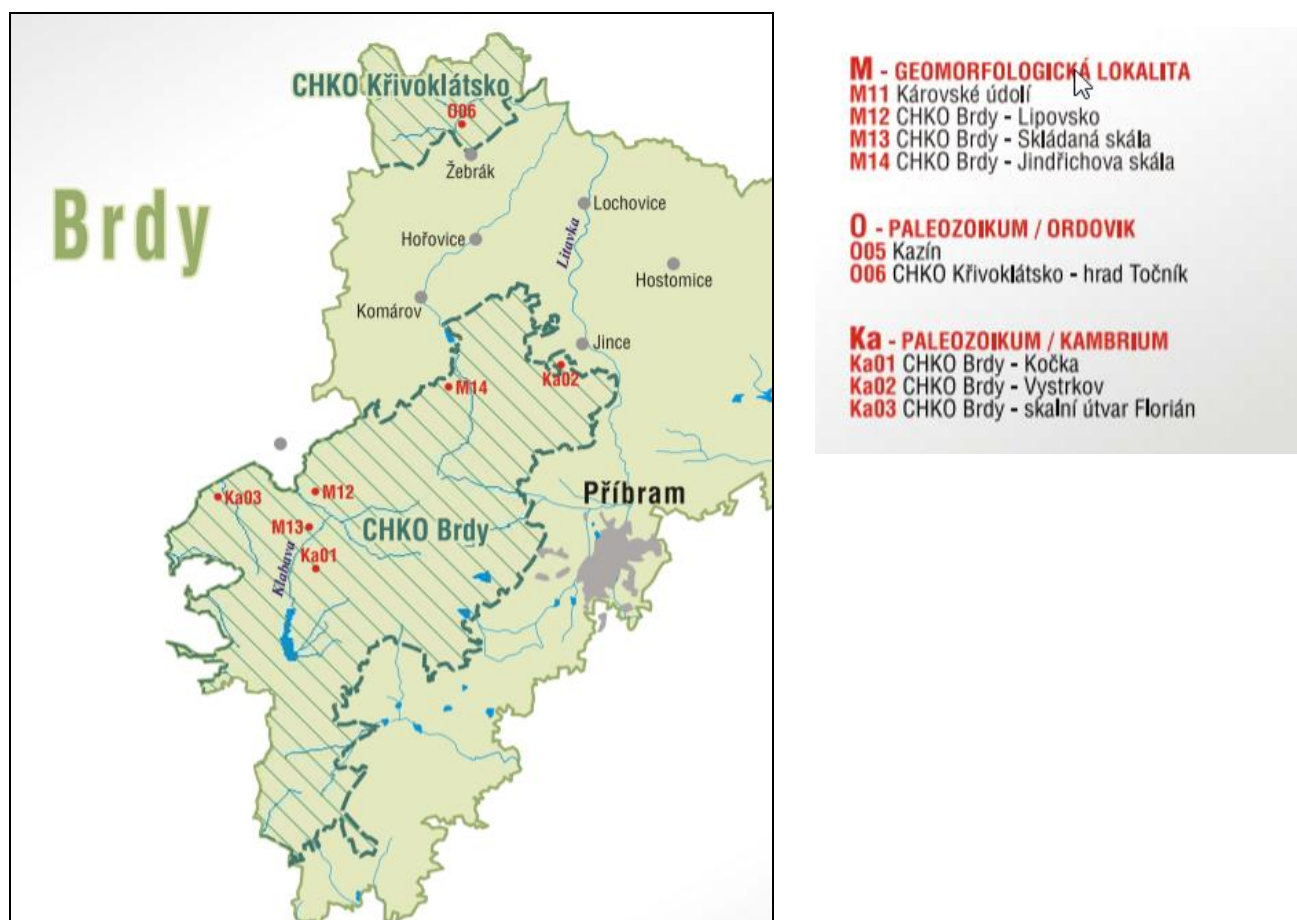 CHKO Křivoklátsko
O06
Žebrák
Brdy
Lochovice
Hořovice
Litavka
Hostomice
Komárov
Jince
Ka02
M14
Ka03
M12
Příbram
M13
CHKO Brdy
Ka01
Klabava
M - GEOMORFOLOGICKÁ LOKALITA
M11 Károvské údolí
M12 CHKO Brdy - Lipovsko
M13 CHKO Brdy - Skládaná skála
M14 CHKO Brdy - Jindřichova skála
O - PALEOZOIKUM / ORDOVIK
O05 Kazín
O06 CHKO Křivoklátsko - hrad Točník
Ka - PALEOZOIKUM / KAMBRIUM
Ka01 CHKO Brdy - Kočka
Ka02 CHKO Brdy - Vystrkov
Ka03 CHKO Brdy - skalní útvar Florián